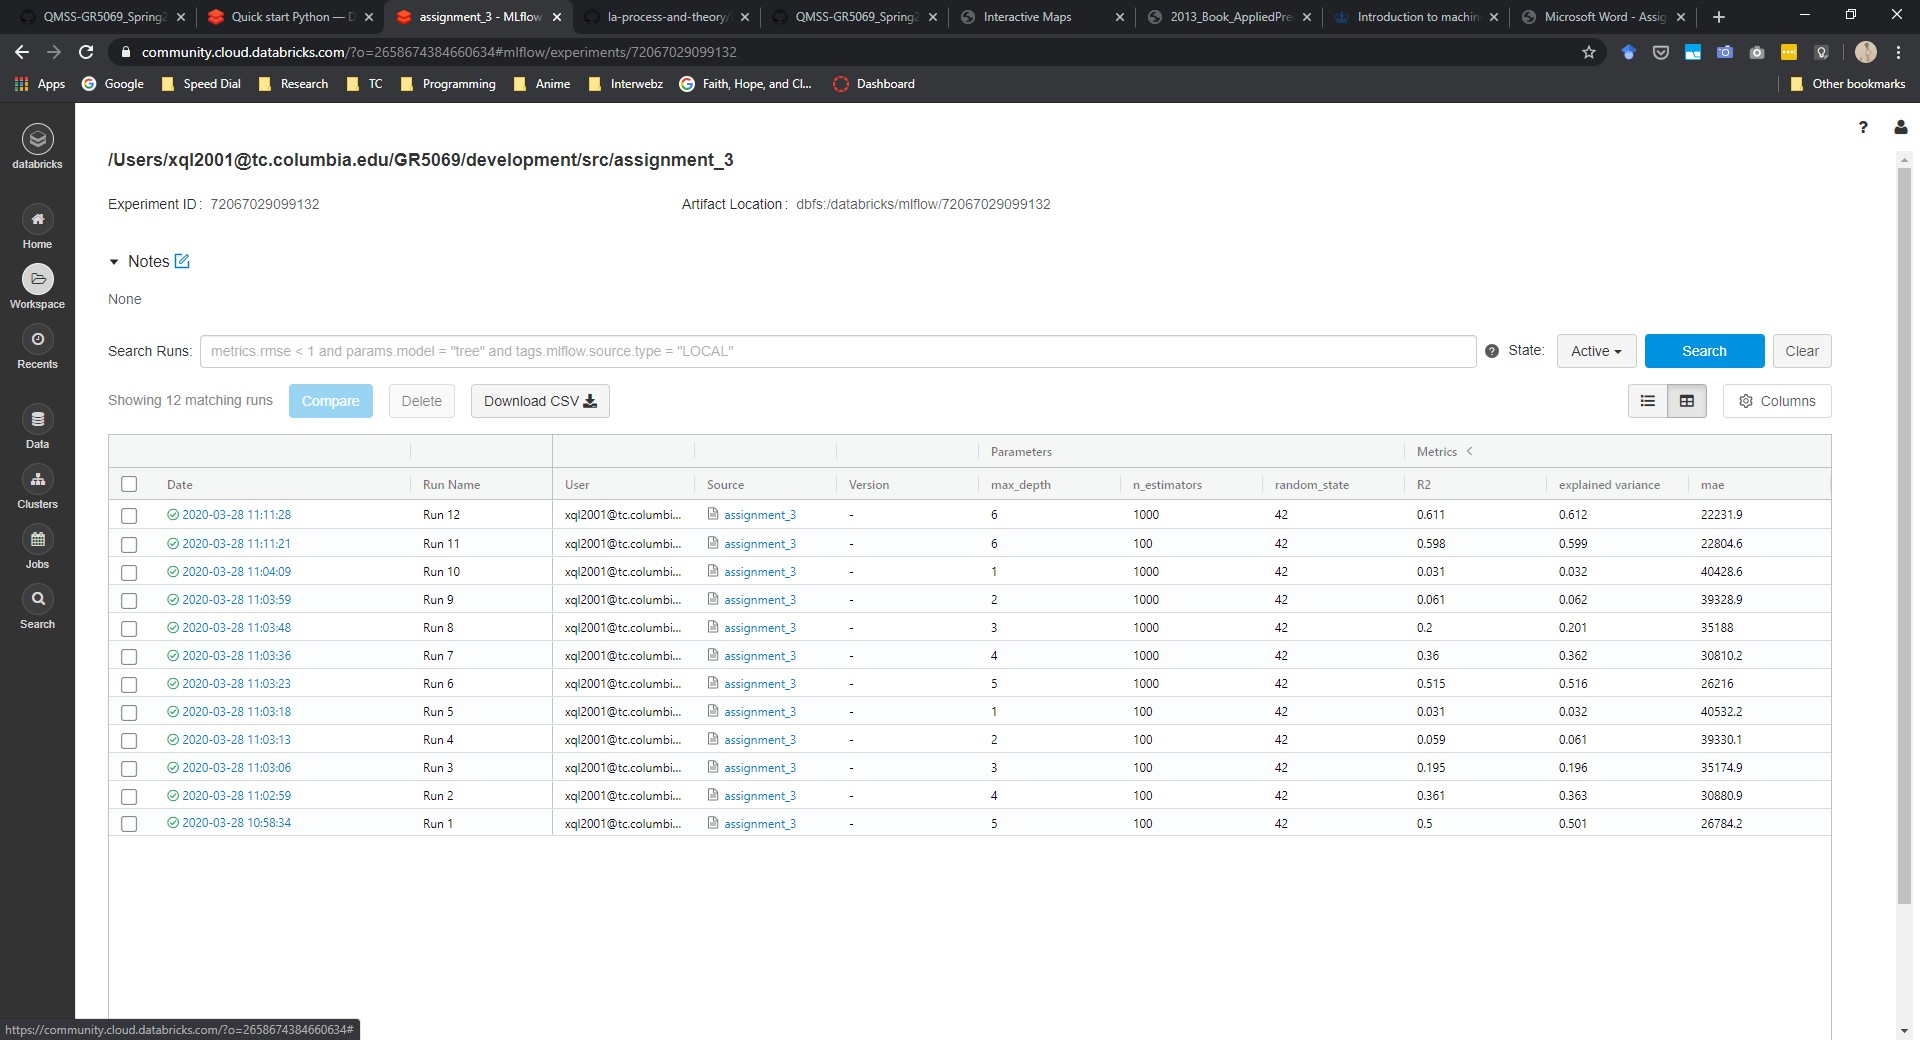 QMSS-GR5069_Spring2
Quick start Python — D
assignment_3 - MLflow
la-process-and-theory/
QMSS-GR5069_Spring2
Interactive Maps
2013_Book_AppliedPre
Introduction to machin
Microsoft Word - Assig
community.cloud.databricks.com/?o=2658674384660634#mlflow/experiments/72067029099132
Apps Google Speed Dial Research TC Programming Anime Interwebz Faith, Hope, and Cl... Dashboard Other bookmarks
databricks
Home
Workspace
Recents
Data
Clusters
Jobs
Search
?
/Users/xql2001@tc.columbia.edu/GR5069/development/src/assignment_3
Experiment ID: 72067029099132 Artifact Location: dbfs:/databricks/mlflow/72067029099132
Notes
None
Search Runs: metrics.rmse < 1 and params.model = "tree" and tags.mlflow.source.type = "LOCAL" ? State: Active Search Clear
Showing 12 matching runs Compare Delete Download CSV Columns
Parameters Metrics <
Date Run Name User Source Version max_depth n_estimators random_state R2 explained variance mae
2020-03-28 11:11:28 Run 12 xql2001@tc.columbi... assignment_3 - 6 1000 42 0.611 0.612 22231.9
2020-03-28 11:11:21 Run 11 xql2001@tc.columbi... assignment_3 - 6 100 42 0.598 0.599 22804.6
2020-03-28 11:04:09 Run 10 xql2001@tc.columbi... assignment_3 - 1 1000 42 0.031 0.032 40428.6
2020-03-28 11:03:59 Run 9 xql2001@tc.columbi... assignment_3 - 2 1000 42 0.061 0.062 39328.9
2020-03-28 11:03:48 Run 8 xql2001@tc.columbi... assignment_3 - 3 1000 42 0.2 0.201 35188
2020-03-28 11:03:36 Run 7 xql2001@tc.columbi... assignment_3 - 4 1000 42 0.36 0.362 30810.2
2020-03-28 11:03:23 Run 6 xql2001@tc.columbi... assignment_3 - 5 1000 42 0.515 0.516 26216
2020-03-28 11:03:18 Run 5 xql2001@tc.columbi... assignment_3 - 1 100 42 0.031 0.032 40532.2
2020-03-28 11:03:13 Run 4 xql2001@tc.columbi... assignment_3 - 2 100 42 0.059 0.061 39330.1
2020-03-28 11:03:06 Run 3 xql2001@tc.columbi... assignment_3 - 3 100 42 0.195 0.196 35174.9
2020-03-28 11:02:59 Run 2 xql2001@tc.columbi... assignment_3 - 4 100 42 0.361 0.363 30880.9
2020-03-28 10:58:34 Run 1 xql2001@tc.columbi... assignment_3 - 5 100 42 0.5 0.501 26784.2
https://community.cloud.databricks.com/?o=2658674384660634#